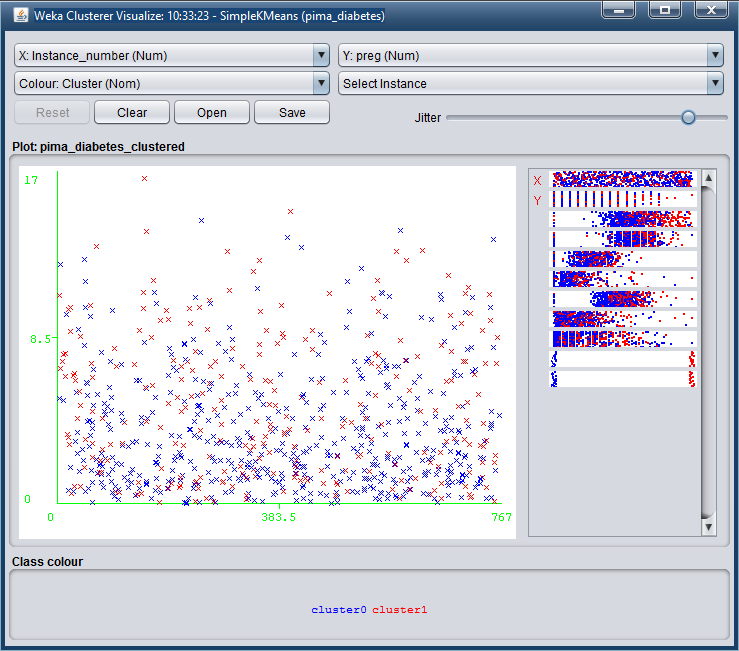 Weka Clusterer Visualize: 10:33:23 - SimpleKMeans (pima_diabetes)
X: Instance_number (Num) Y: preg (Num)
Colour: Cluster (Nom) Select Instance
Reset Clear Open Save Jitter
Plot: pima_diabetes_clustered
17
8.5
0
0 383.5 767
X
Y
Class colour
cluster0 cluster1